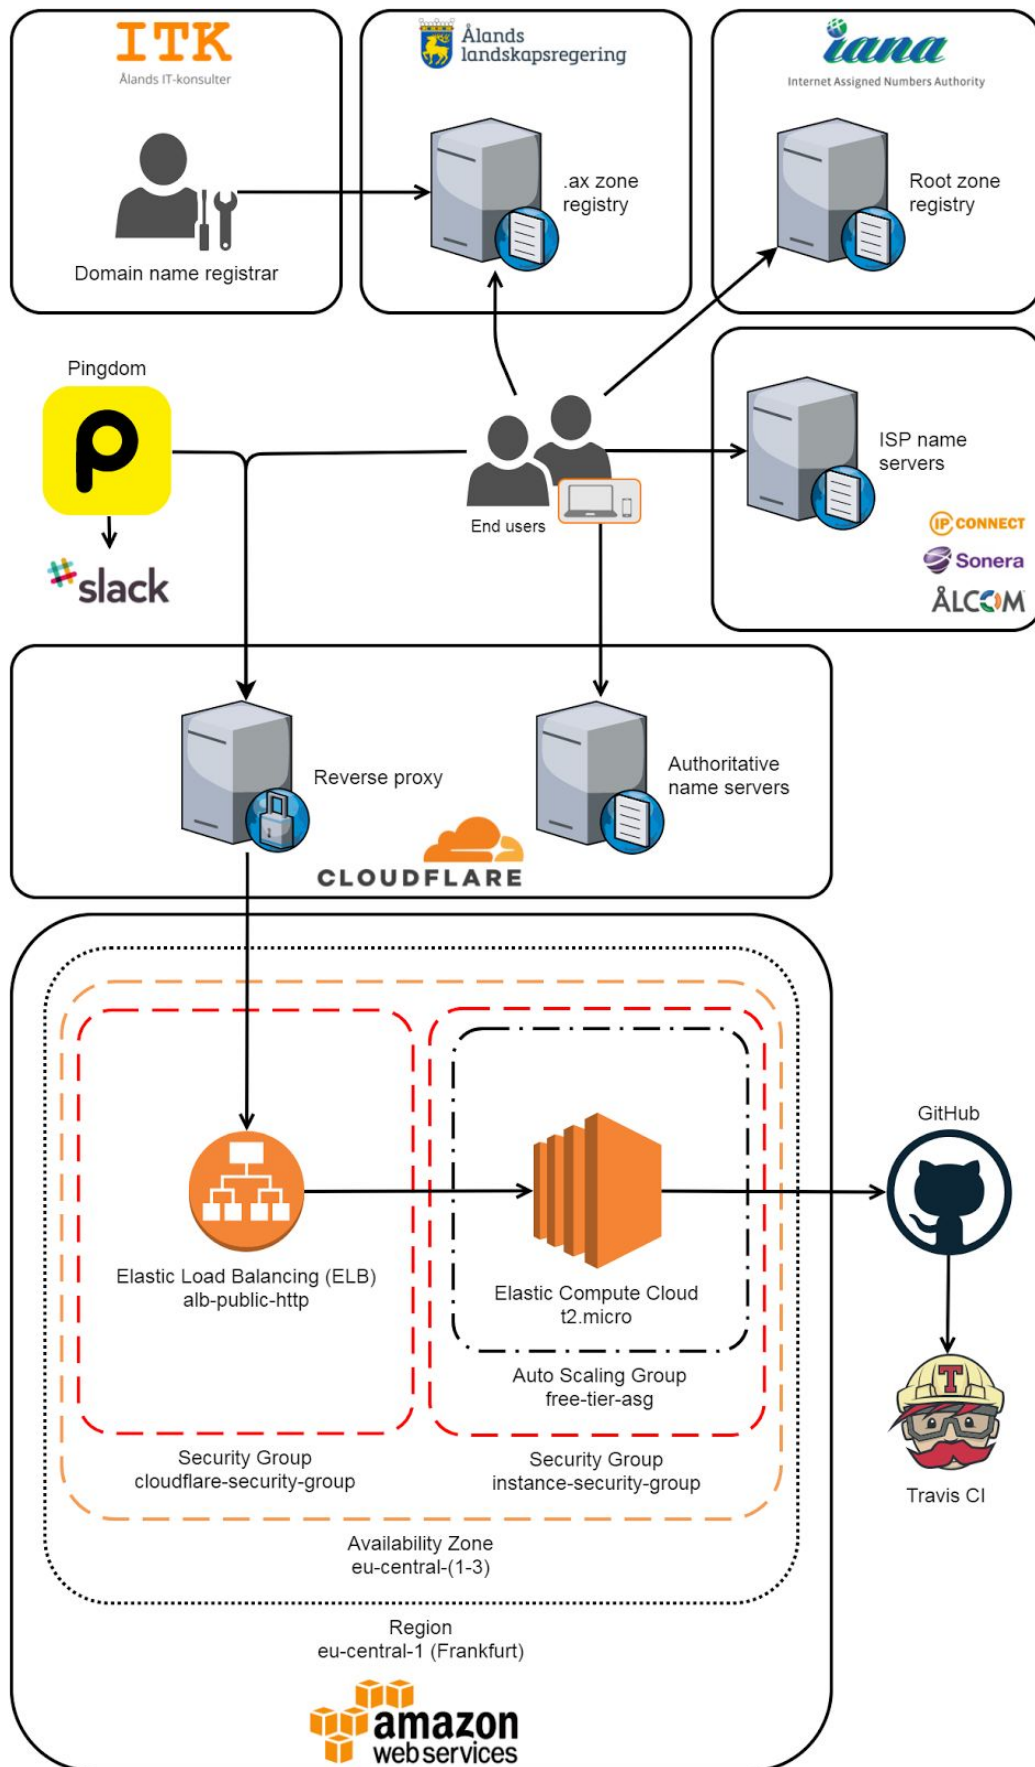 ITK
Ålands IT-konsulter
Domain name registrar
Ålands
landskapsregering
.ax zone
registry
iana
Internet Assigned Numbers Authority
Root zone
registry
Pingdom
p
slack
End users
ISP name
servers
IP CONNECT
Sonera
ÅLCOM
Reverse proxy
Authoritative
name servers
CLOUDFLARE
Elastic Load Balancing (ELB)
alb-public-http
Elastic Compute Cloud
t2.micro
Auto Scaling Group
free-tier-asg
Security Group
cloudflare-security-group
Security Group
instance-security-group
Availability Zone
eu-central-(1-3)
Region
eu-central-1 (Frankfurt)
amazon
web services
GitHub
T
Travis CI